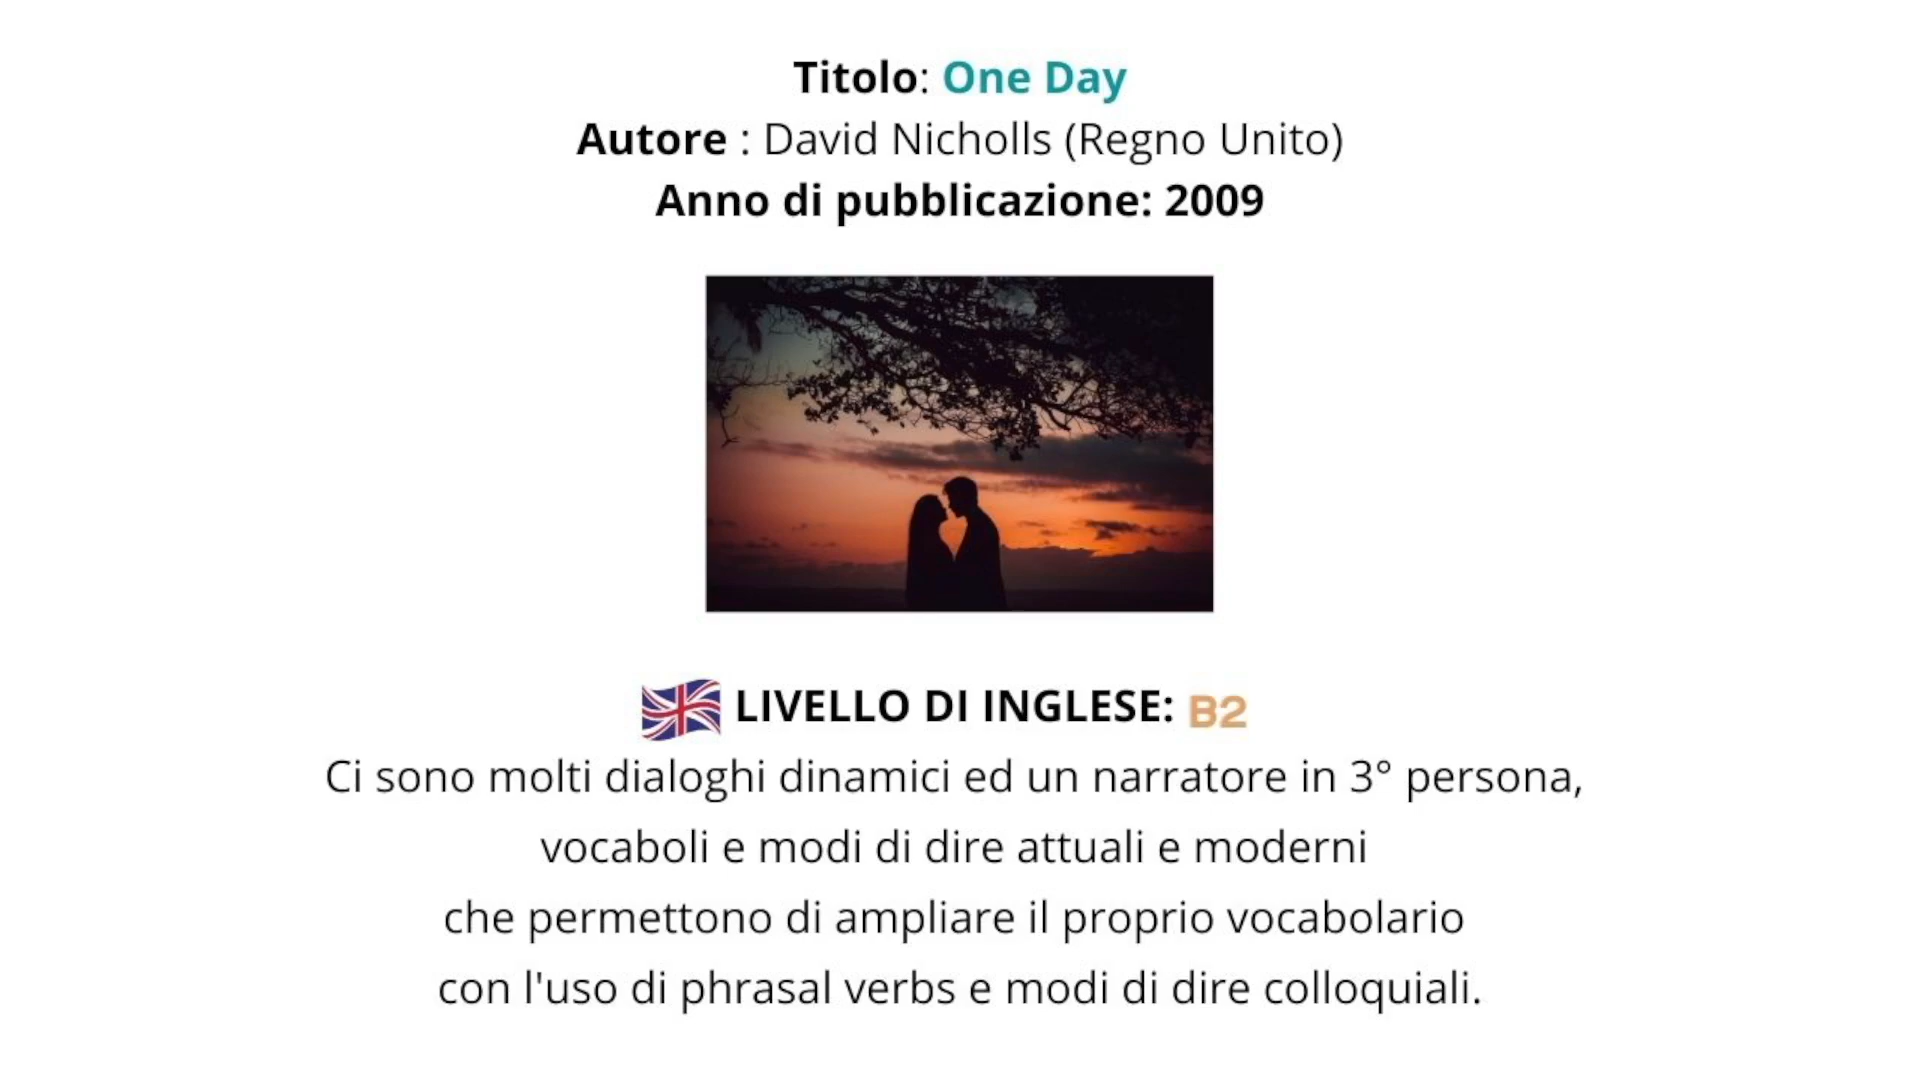 Titolo: One Day
Autore : David Nicholls (Regno Unito)
Anno di pubblicazione: 2009
LIVELLO DI INGLESE: B2
Ci sono molti dialoghi dinamici ed un narratore in 3° persona,
vocaboli e modi di dire attuali e moderni
che permettono di ampliare il proprio vocabolario
con l'uso di phrasal verbs e modi di dire colloquiali.